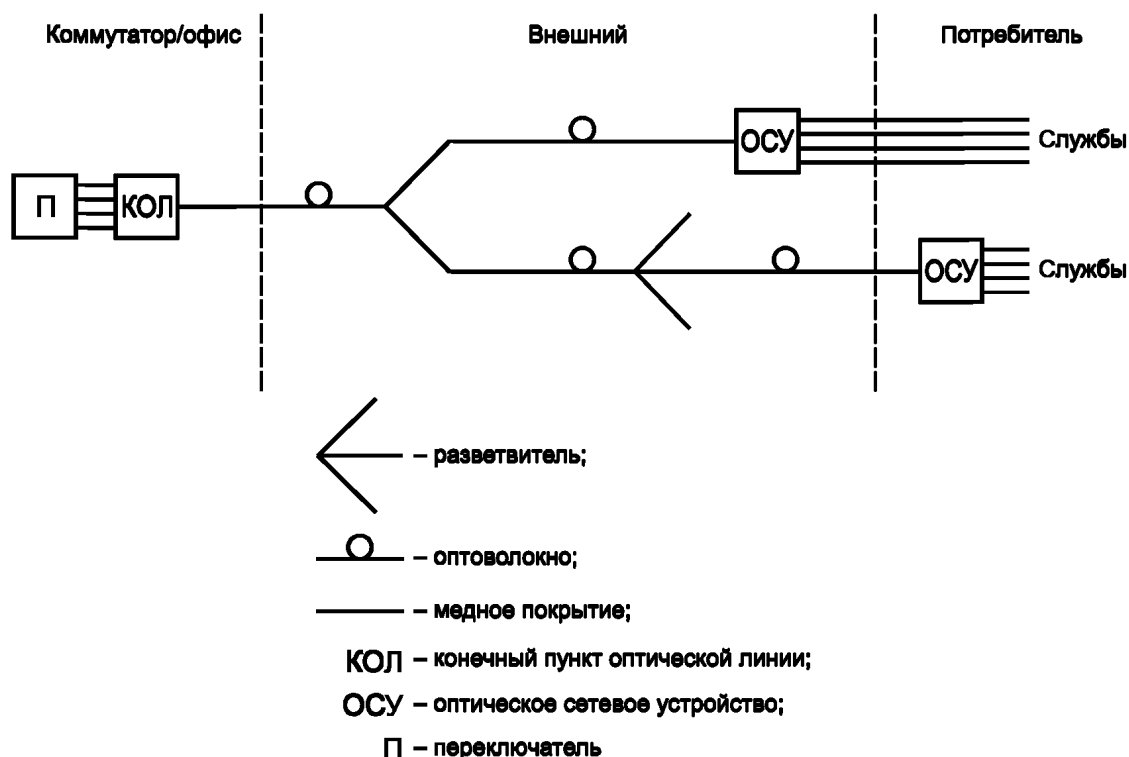 Коммутатор/офис Внешний Потребитель
ОСУ Службы
П КОЛ
ОСУ Службы
– разветвитель;
– оптоволокно;
– медное покрытие;
КОЛ – конечный пункт оптической линии;
ОСУ – оптическое сетевое устройство;
П – переключатель